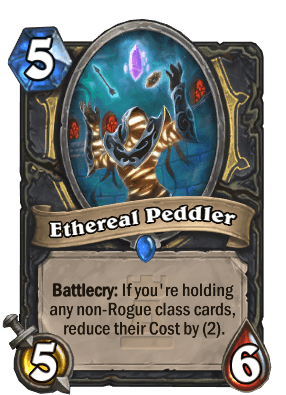 5
Ethereal Peddler
Battlecry: If you're holding
any non-Rogue class cards,
reduce their Cost by (2).
5
6